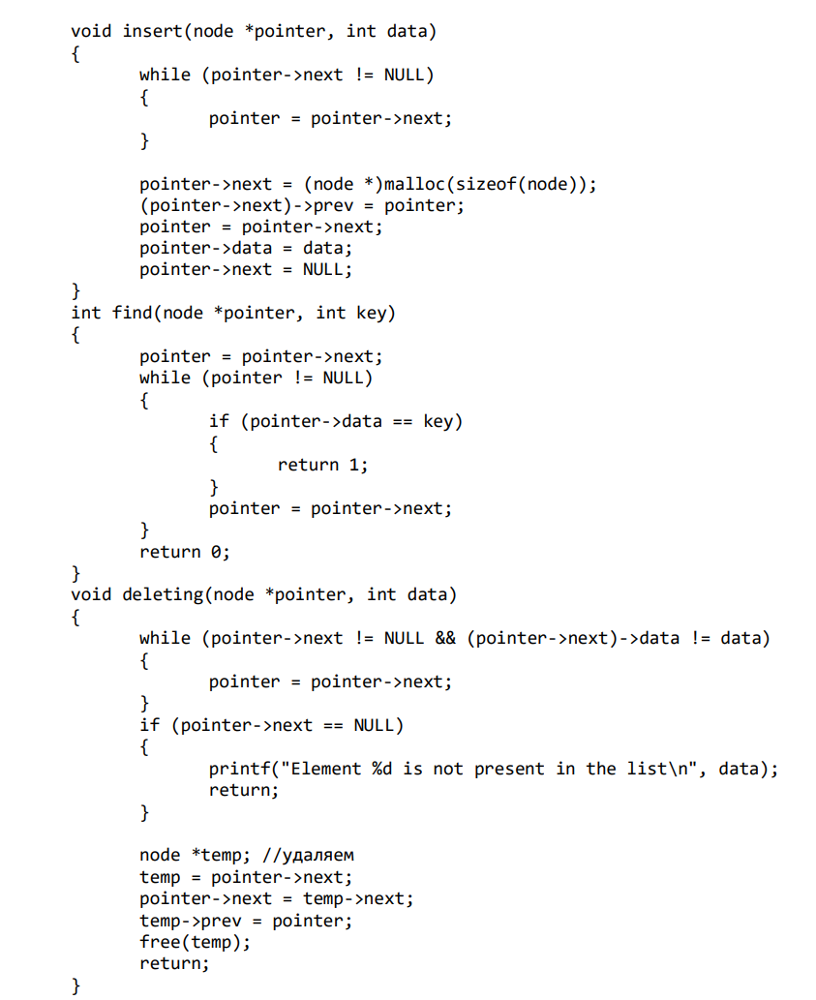 void insert(node *pointer, int data)
{
while (pointer->next != NULL)
{
pointer = pointer->next;
}
pointer->next = (node *)malloc(sizeof(node));
(pointer->next)->prev = pointer;
pointer = pointer->next;
pointer->data = data;
pointer->next = NULL;
}
int find(node *pointer, int key)
{
pointer = pointer->next;
while (pointer != NULL)
{
if (pointer->data == key)
{
return 1;
}
pointer = pointer->next;
}
return 0;
}
void deleting(node *pointer, int data)
{
while (pointer->next != NULL && (pointer->next)->data != data)
{
pointer = pointer->next;
}
if (pointer->next == NULL)
{
printf("Element %d is not present in the list\n", data);
return;
}
node *temp; //удаляем
temp = pointer->next;
pointer->next = temp->next;
temp->prev = pointer;
free(temp);
return;
}